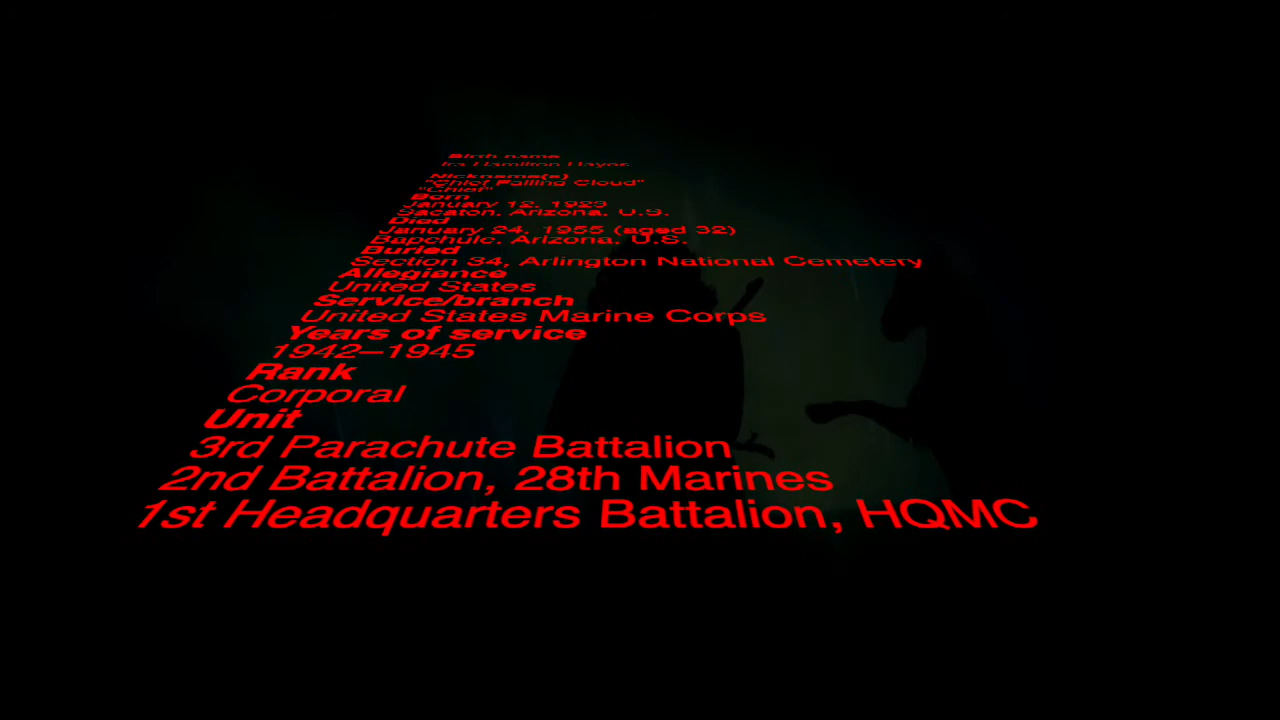 Birth name
Ira Hamilton Hayes
Nickname(s)
"Chief Falling Cloud"
"Chief"
Born
January 12, 1923
Sacaton, Arizona, U.S.
Died
January 24, 1955 (aged 32)
Bapchule, Arizona, U.S.
Buried
Section 34, Arlington National Cemetery
Allegiance
United States
Service/branch
United States Marine Corps
Years of service
1942–1945
Rank
Corporal
Unit
3rd Parachute Battalion
2nd Battalion, 28th Marines
1st Headquarters Battalion, HQMC